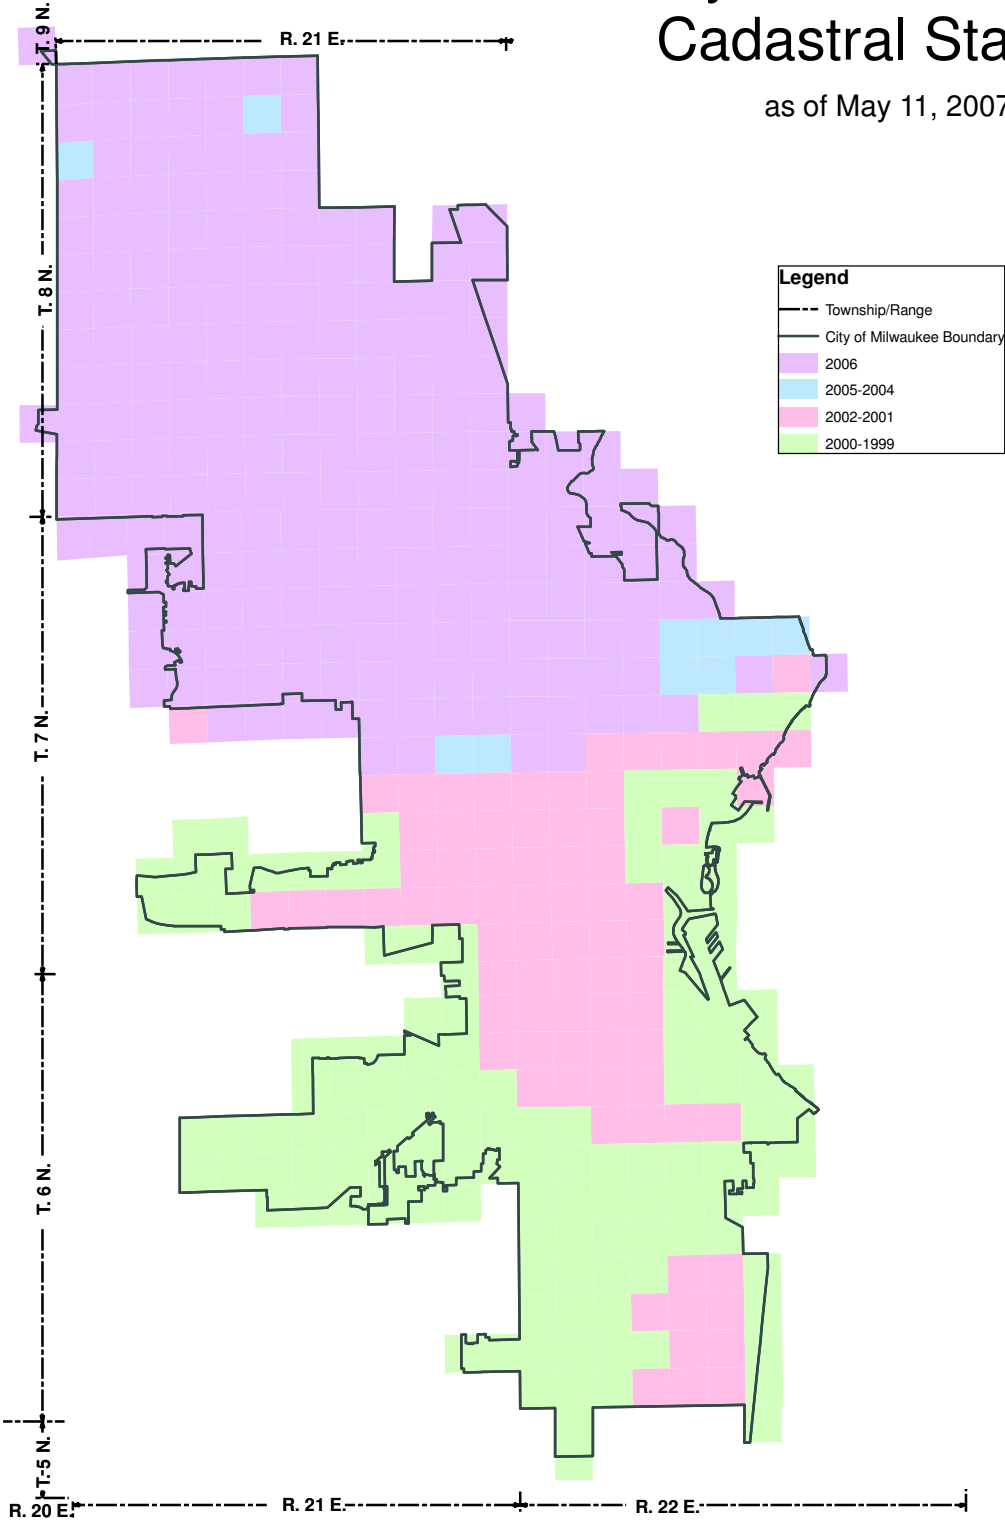 Cadastral Sta
as of May 11, 2007
T. 9 N.
R. 21 E.
T. 8 N.
Legend
Township/Range
City of Milwaukee Boundary
2006
2005-2004
2002-2001
2000-1999
T. 7 N.
T. 6 N.
T. 5 N.
R. 20 E.
R. 21 E.
R. 22 E.